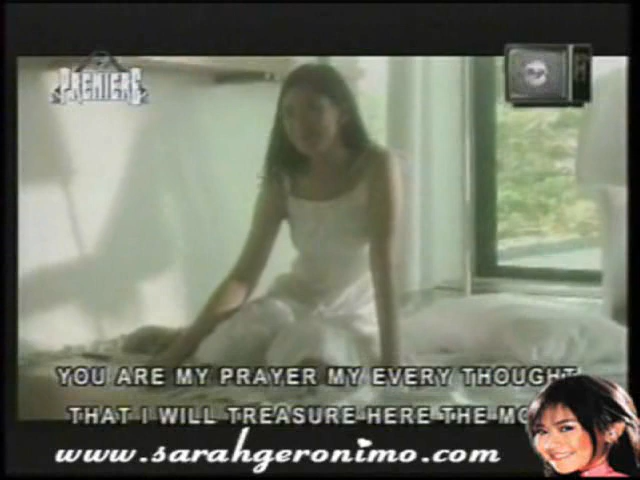 PREMIERE
YOU ARE MY PRAYER MY EVERY THOUGHT
THAT I WILL TREASURE HERE THE
www.sarahgeronimo.com